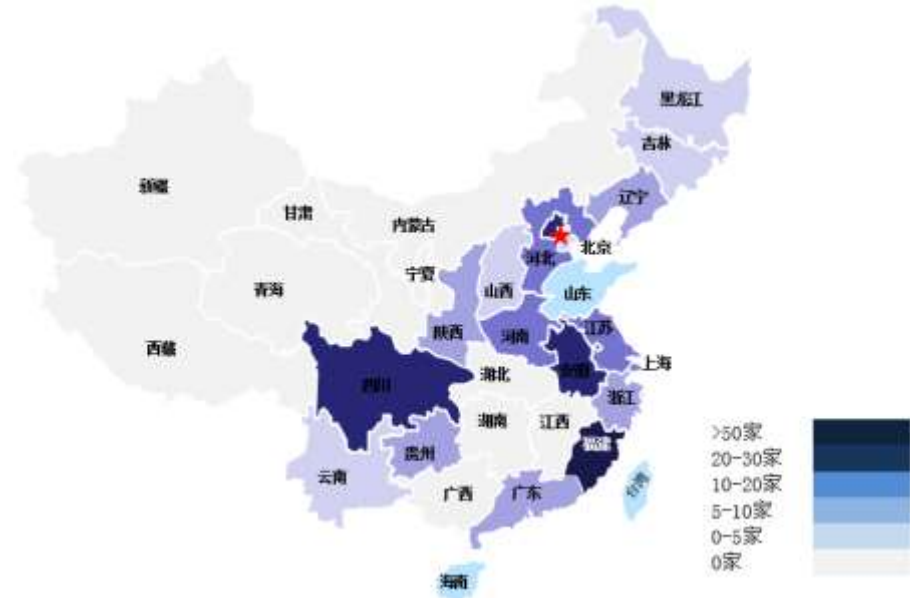 黑龙江
吉林
新疆
辽宁
甘肃
内蒙古
北京
河北
宁夏
青海
山西
山东
陕西
河南
江苏
西藏
上海
四川
湖北
安徽
浙江
湖南
江西
福建
贵州
云南
广西
广东
台湾
海南
>50家
20-30家
10-20家
5-10家
0-5家
0家